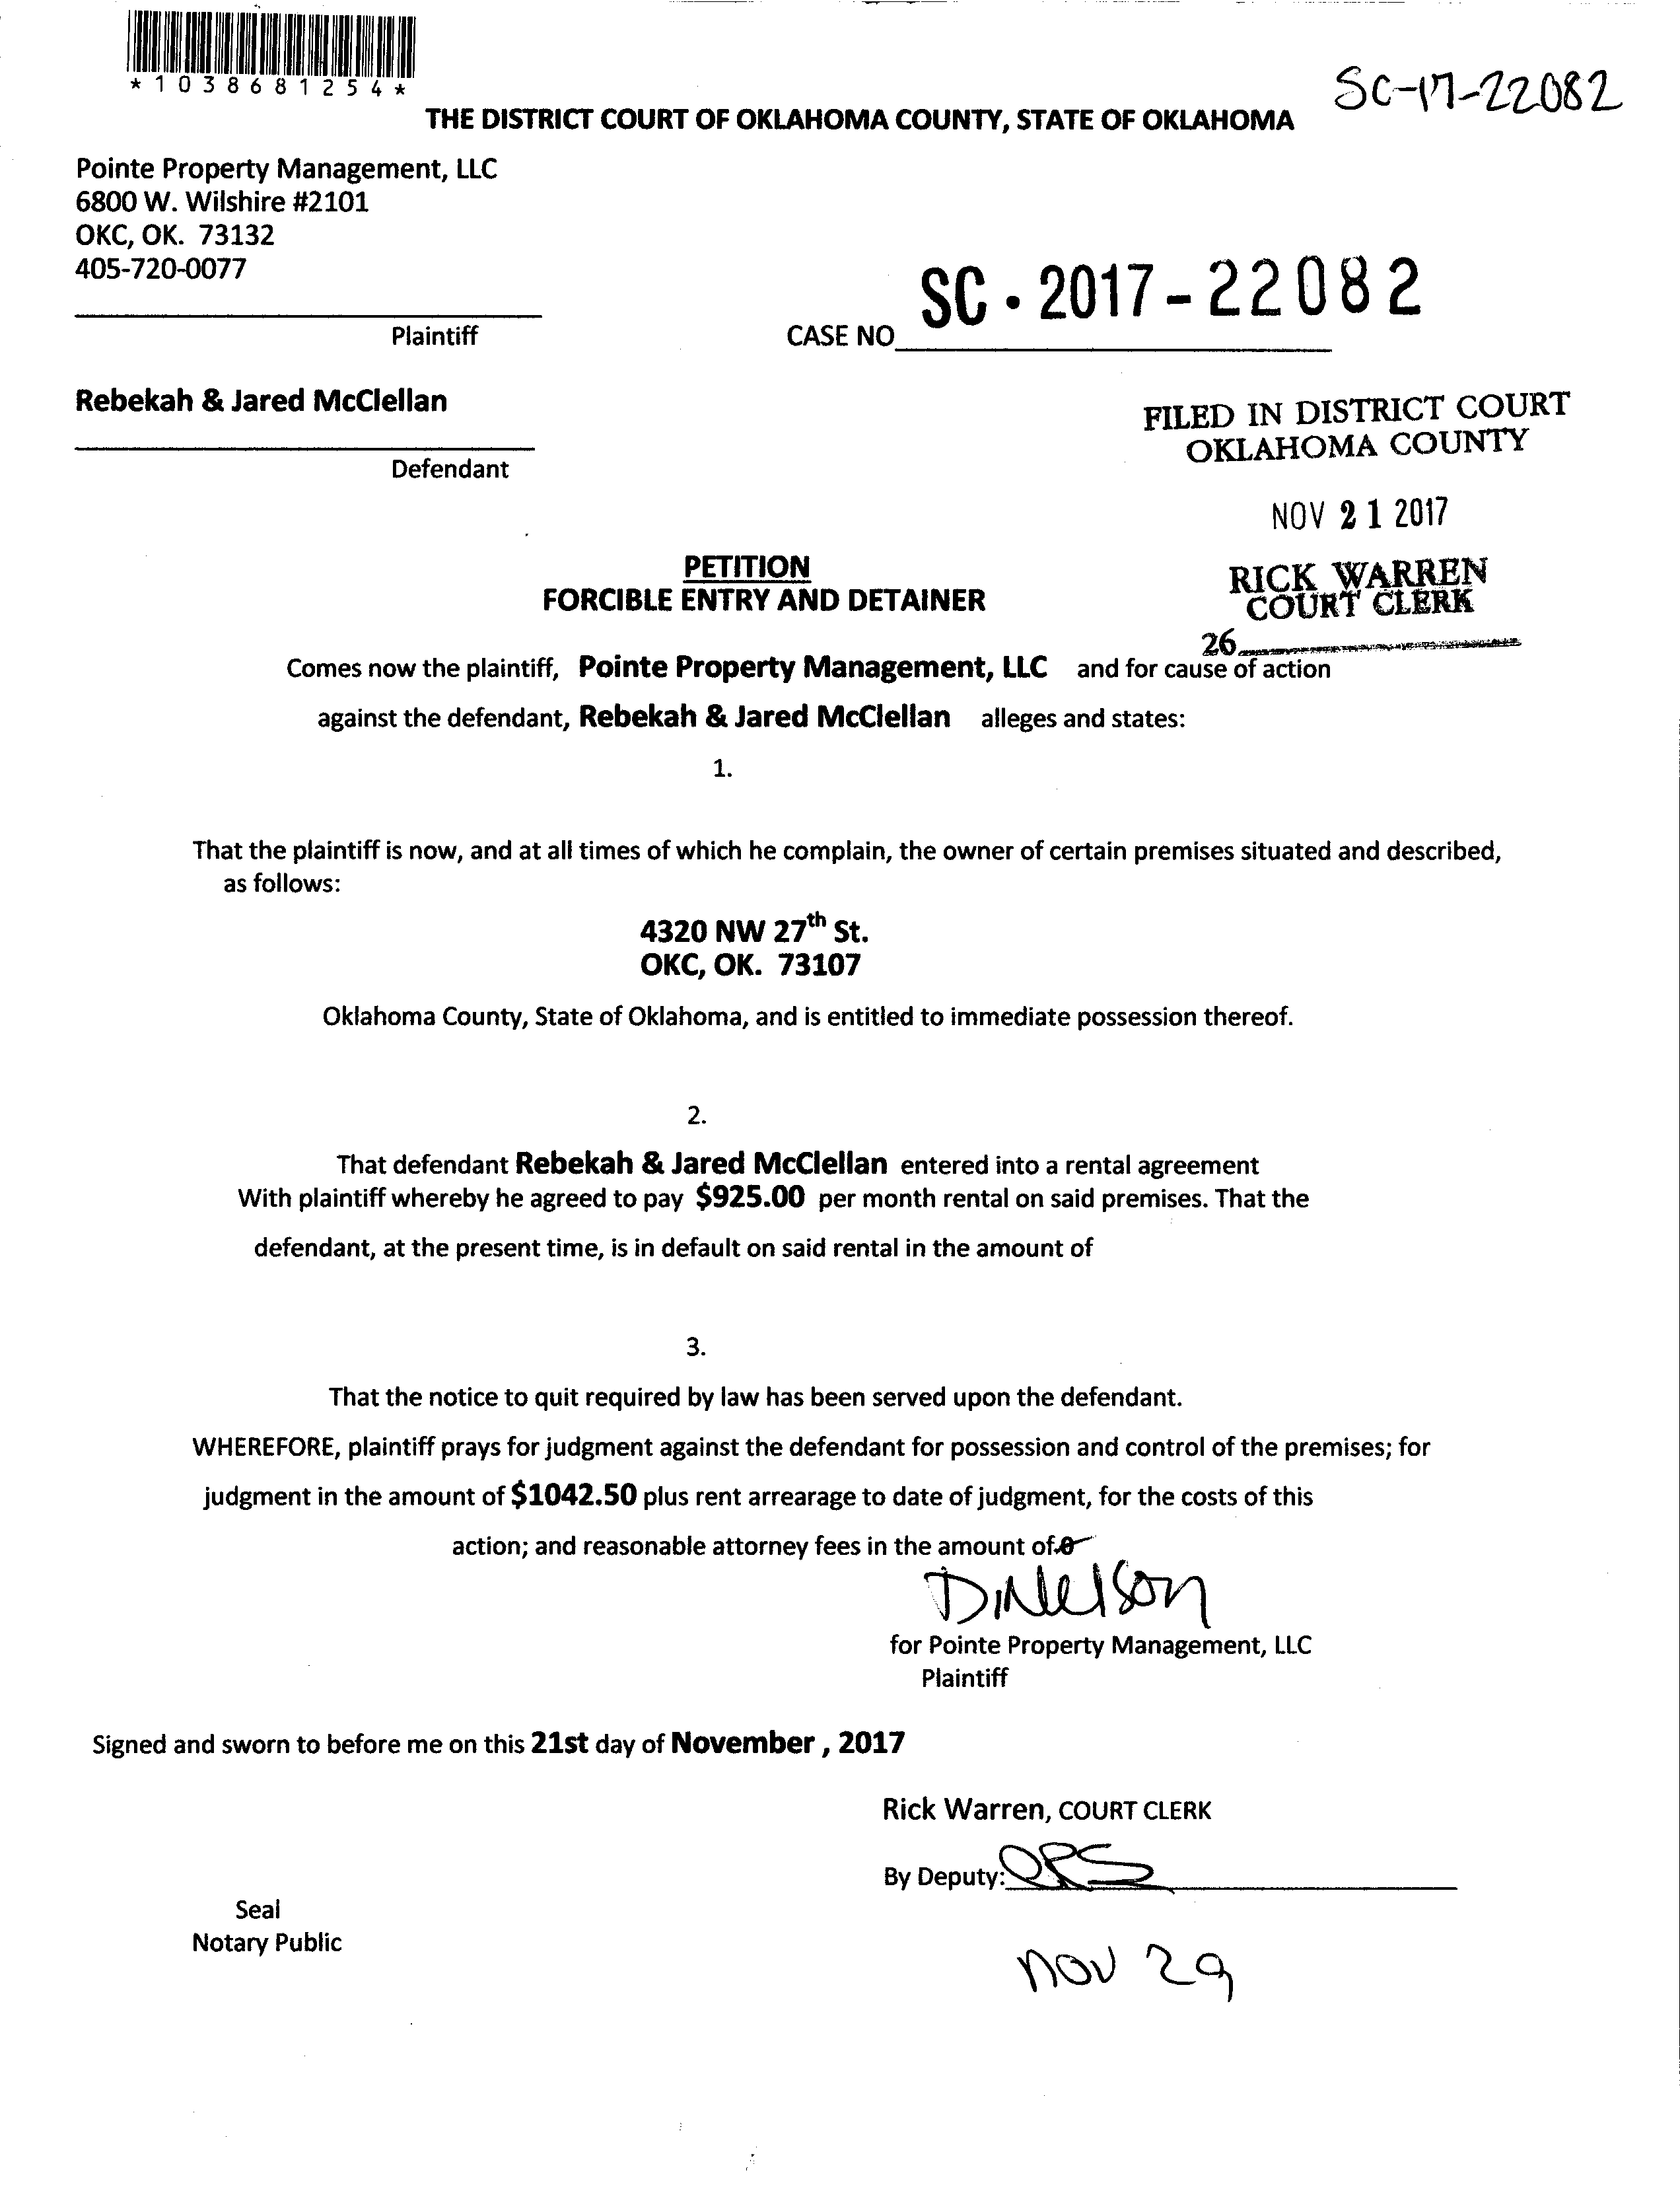 *1038681254*
SC-17-22082
THE DISTRICT COURT OF OKLAHOMA COUNTY, STATE OF OKLAHOMA
Pointe Property Management, LLC
6800 W. Wilshire #2101
OKC, OK. 73132
405-720-0077
Plaintiff
CASE NO SC · 2017-22082
Rebekah & Jared McClellan
Defendant
FILED IN DISTRICT COURT
OKLAHOMA COUNTY
NOV 21 2017
RICK WARREN
COURT CLERK
26
PETITION
FORCIBLE ENTRY AND DETAINER
Comes now the plaintiff, Pointe Property Management, LLC and for cause of action
against the defendant, Rebekah & Jared McClellan alleges and states:
1.
That the plaintiff is now, and at all times of which he complain, the owner of certain premises situated and described,
as follows:
4320 NW 27th St.
OKC, OK. 73107
Oklahoma County, State of Oklahoma, and is entitled to immediate possession thereof.
2.
That defendant Rebekah & Jared McClellan entered into a rental agreement
With plaintiff whereby he agreed to pay $925.00 per month rental on said premises. That the
defendant, at the present time, is in default on said rental in the amount of
3.
That the notice to quit required by law has been served upon the defendant.
WHEREFORE, plaintiff prays for judgment against the defendant for possession and control of the premises; for
judgment in the amount of $1042.50 plus rent arrearage to date of judgment, for the costs of this
action; and reasonable attorney fees in the amount of 0
D Nelson
for Pointe Property Management, LLC
Plaintiff
Signed and sworn to before me on this 21st day of November , 2017
Rick Warren, COURT CLERK
By Deputy:
Seal
Notary Public
NOV 29